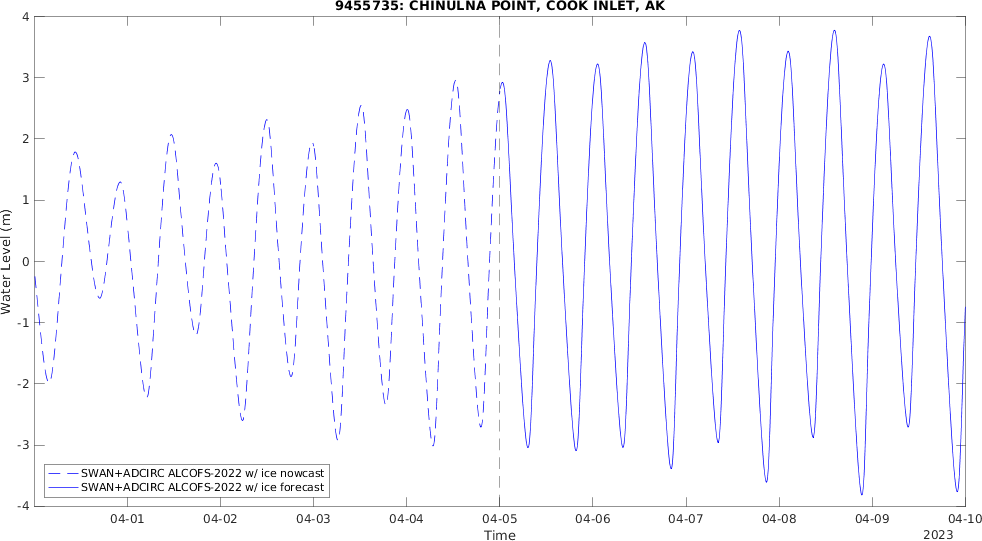 9455735: CHINULNA POINT, COOK INLET, AK
4
3
2
1
0
-1
-2
-3
-4
Water Level (m)
SWAN+ADCIRC ALCOFS-2022 w/ ice nowcast
SWAN+ADCIRC ALCOFS-2022 w/ ice forecast
04-01 04-02 04-03 04-04 04-05 04-06 04-07 04-08 04-09 04-10
Time
2023